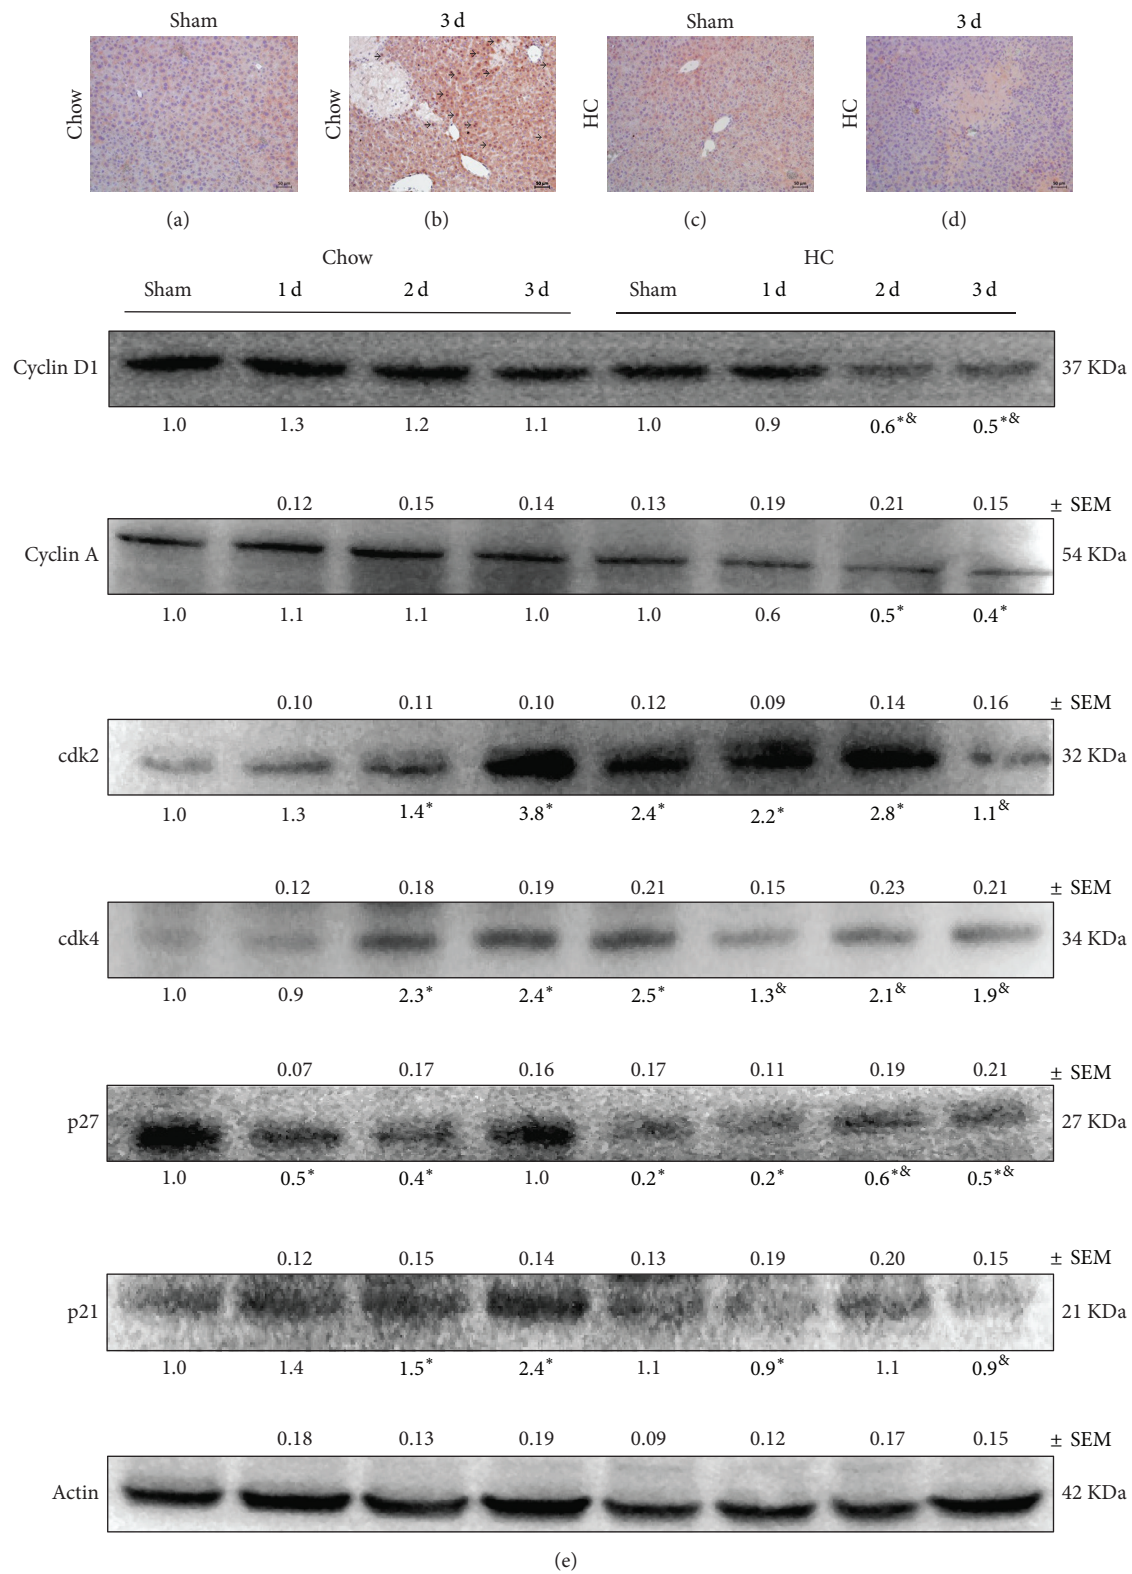 Sham 3 d Sham 3 d
Chow Chow HC HC
50 μm 50 μm 50 μm 50 μm
(a) (b) (c) (d)
Chow HC
Sham 1 d 2 d 3 d Sham 1 d 2 d 3 d
Cyclin D1 37 KDa
1.0 1.3 1.2 1.1 1.0 0.9 0.6*& 0.5*&
0.12 0.15 0.14 0.13 0.19 0.21 0.15 ± SEM
Cyclin A 54 KDa
1.0 1.1 1.1 1.0 1.0 0.6 0.5* 0.4*
0.10 0.11 0.10 0.12 0.09 0.14 0.16 ± SEM
cdk2 32 KDa
1.0 1.3 1.4* 3.8* 2.4* 2.2* 2.8* 1.1&
0.12 0.18 0.19 0.21 0.15 0.23 0.21 ± SEM
cdk4 34 KDa
1.0 0.9 2.3* 2.4* 2.5* 1.3& 2.1& 1.9&
0.07 0.17 0.16 0.17 0.11 0.19 0.21 ± SEM
p27 27 KDa
1.0 0.5* 0.4* 1.0 0.2* 0.2* 0.6*& 0.5*&
0.12 0.15 0.14 0.13 0.19 0.20 0.15 ± SEM
p21 21 KDa
1.0 1.4 1.5* 2.4* 1.1 0.9* 1.1 0.9&
0.18 0.13 0.19 0.09 0.12 0.17 0.15 ± SEM
Actin 42 KDa
(e)